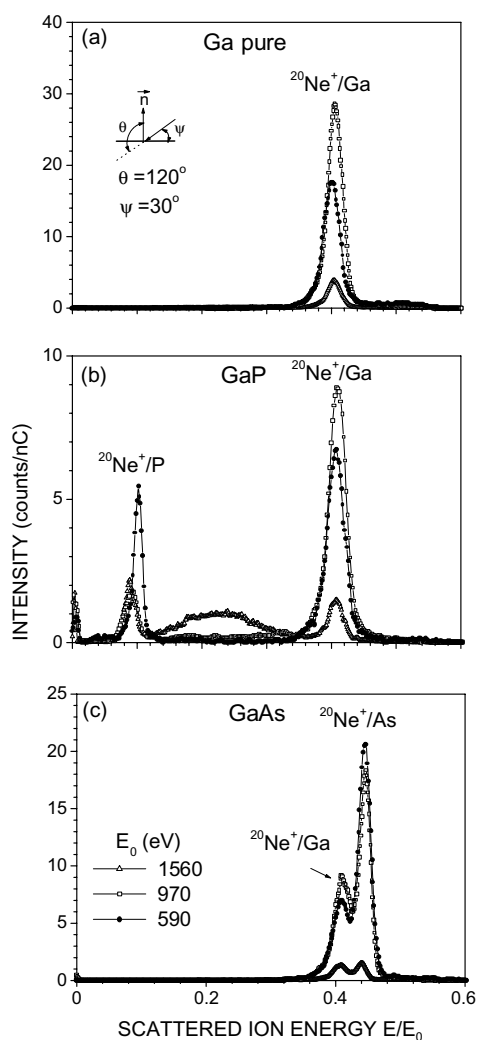 40
(a)
Ga pure
n
²⁰Ne⁺/Ga
30
θ
ψ
θ =120°
20
ψ =30°
10
0
10
(b)
GaP
²⁰Ne⁺/Ga
²⁰Ne⁺/P
5
INTENSITY (counts/nC)
0
25
(c)
GaAs
²⁰Ne⁺/As
20
15
E₀ (eV)
²⁰Ne⁺/Ga
1560
10
970
590
5
0
0 0.2 0.4 0.6
SCATTERED ION ENERGY E/E₀